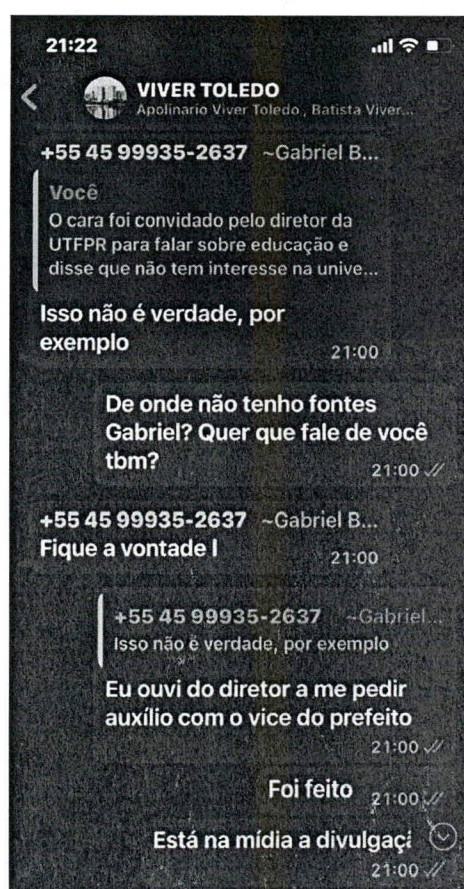 21:22
VIVER TOLEDO
Apolinario Viver Toledo , Batista Viver...
+55 45 99935-2637 ~Gabriel B...
Você
O cara foi convidado pelo diretor da
UTFPR para falar sobre educação e
disse que não tem interesse na unive...
Isso não é verdade, por
exemplo
21:00
De onde não tenho fontes
Gabriel? Quer que fale de você
tbm?
21:00
+55 45 99935-2637 ~Gabriel B...
Fique a vontade l
21:00
+55 45 99935-2637 ~Gabriel...
Isso não é verdade, por exemplo
Eu ouvi do diretor a me pedir
auxílio com o vice do prefeito
21:00
Foi feito 21:00
Está na mídia a divulgaçã
21:00